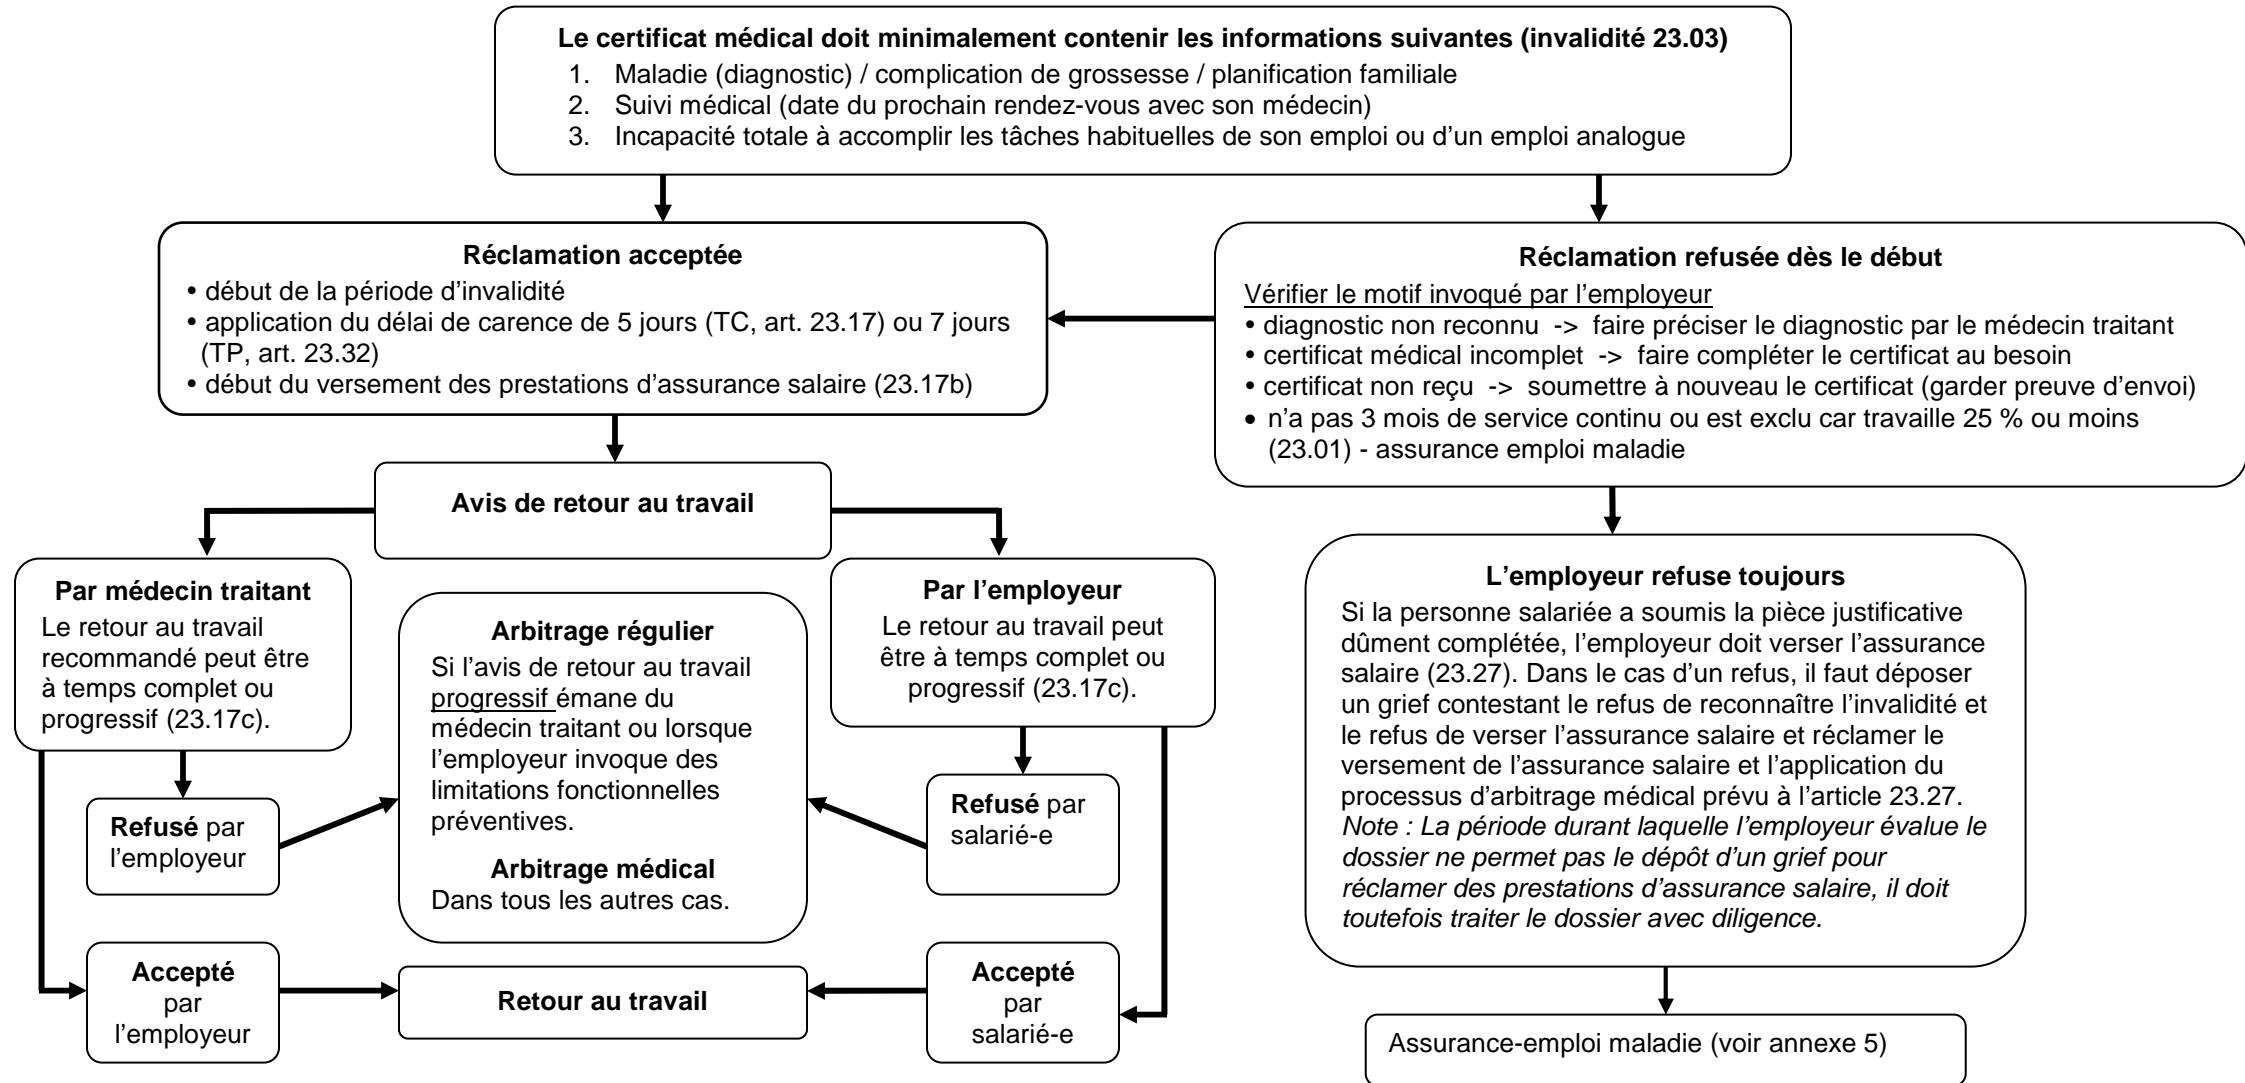 Le certificat médical doit minimalement contenir les informations suivantes (invalidité 23.03)
1. Maladie (diagnostic) / complication de grossesse / planification familiale
2. Suivi médical (date du prochain rendez-vous avec son médecin)
3. Incapacité totale à accomplir les tâches habituelles de son emploi ou d’un emploi analogue
Réclamation acceptée
• début de la période d’invalidité
• application du délai de carence de 5 jours (TC, art. 23.17) ou 7 jours
(TP, art. 23.32)
• début du versement des prestations d’assurance salaire (23.17b)
Réclamation refusée dès le début
Vérifier le motif invoqué par l’employeur
• diagnostic non reconnu -> faire préciser le diagnostic par le médecin traitant
• certificat médical incomplet -> faire compléter le certificat au besoin
• certificat non reçu -> soumettre à nouveau le certificat (garder preuve d’envoi)
• n’a pas 3 mois de service continu ou est exclu car travaille 25 % ou moins
(23.01) - assurance emploi maladie
Avis de retour au travail
Par médecin traitant
Le retour au travail
recommandé peut être
à temps complet ou
progressif (23.17c).
Arbitrage régulier
Si l’avis de retour au travail
progressif émane du
médecin traitant ou lorsque
l’employeur invoque des
limitations fonctionnelles
préventives.
Arbitrage médical
Dans tous les autres cas.
Par l’employeur
Le retour au travail peut
être à temps complet ou
progressif (23.17c).
L’employeur refuse toujours
Si la personne salariée a soumis la pièce justificative
dûment complétée, l’employeur doit verser l’assurance
salaire (23.27). Dans le cas d’un refus, il faut déposer
un grief contestant le refus de reconnaître l’invalidité et
le refus de verser l’assurance salaire et réclamer le
versement de l’assurance salaire et l’application du
processus d’arbitrage médical prévu à l’article 23.27.
Note : La période durant laquelle l’employeur évalue le
dossier ne permet pas le dépôt d’un grief pour
réclamer des prestations d’assurance salaire, il doit
toutefois traiter le dossier avec diligence.
Refusé par
l’employeur
Refusé par
salarié-e
Accepté
par
l’employeur
Retour au travail
Accepté
par
salarié-e
Assurance-emploi maladie (voir annexe 5)